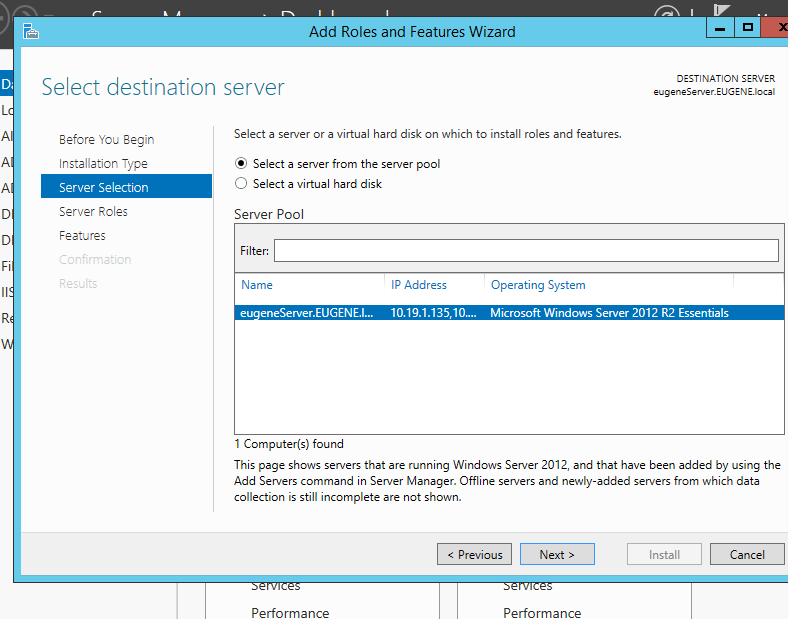 Add Roles and Features Wizard
Select destination server
DESTINATION SERVER
eugeneServer.EUGENE.local
Before You Begin
Installation Type
Server Selection
Server Roles
Features
Confirmation
Results
Select a server or a virtual hard disk on which to install roles and features.
Select a server from the server pool
Select a virtual hard disk
Server Pool
Filter:
Name IP Address Operating System
eugeneServer.EUGENE.l... 10.19.1.135,10.... Microsoft Windows Server 2012 R2 Essentials
1 Computer(s) found
This page shows servers that are running Windows Server 2012, and that have been added by using the
Add Servers command in Server Manager. Offline servers and newly-added servers from which data
collection is still incomplete are not shown.
< Previous Next > Install Cancel
Services Services
Performance Performance